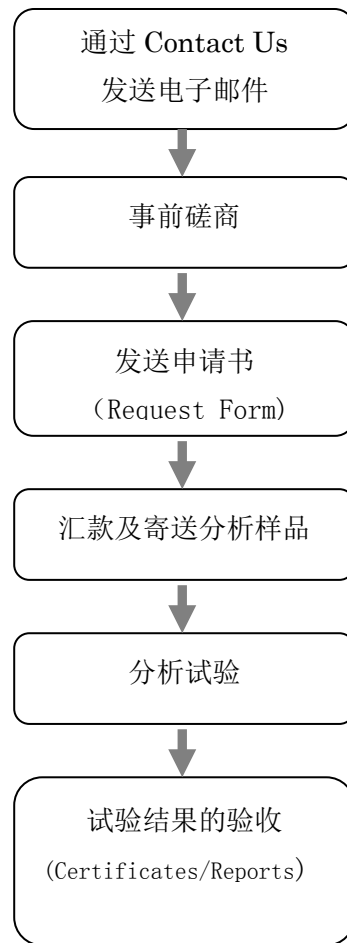 通过 Contact Us
发送电子邮件
事前磋商
发送申请书
（Request Form)
汇款及寄送分析样品
分析试验
试验结果的验收
(Certificates/Reports)